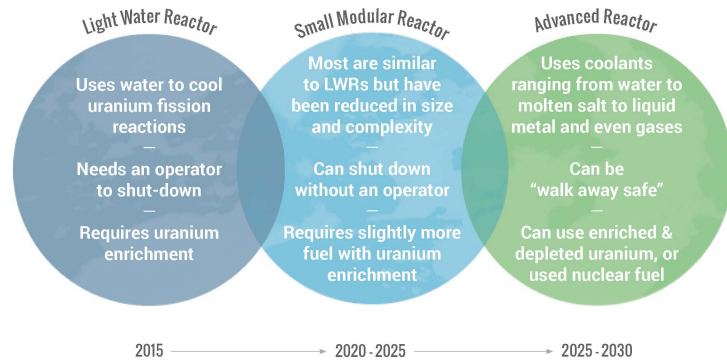 Light Water Reactor
Small Modular Reactor
Advanced Reactor
Uses water to cool
uranium fission
reactions
—
Needs an operator
to shut-down
—
Requires uranium
enrichment
Most are similar
to LWRs but have
been reduced in size
and complexity
—
Can shut down
without an operator
—
Requires slightly more
fuel with uranium
enrichment
Uses coolants
ranging from water to
molten salt to liquid
metal and even gases
—
Can be
“walk away safe”
—
Can use enriched &
depleted uranium, or
used nuclear fuel
2015
2020 - 2025
2025 - 2030